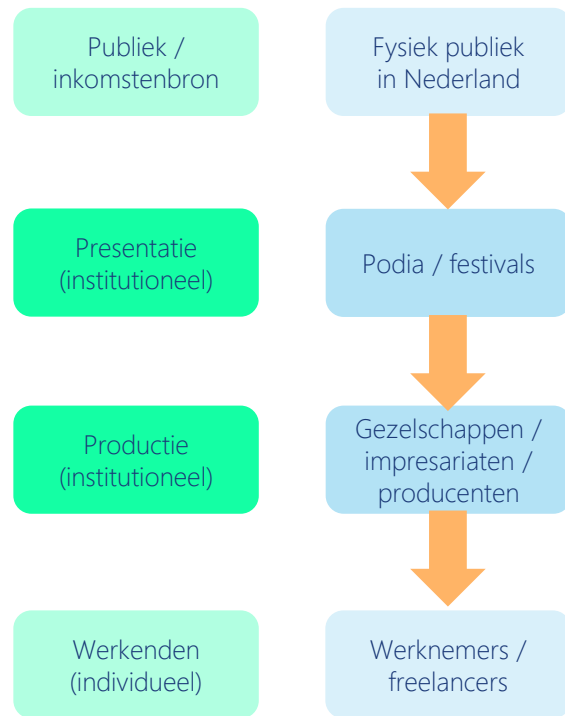 Publiek /
inkomstenbron
Fysiek publiek
in Nederland
Presentatie
(institutioneel)
Podia / festivals
Productie
(institutioneel)
Gezelschappen /
impresariaten /
producenten
Werkenden
(individueel)
Werknemers /
freelancers